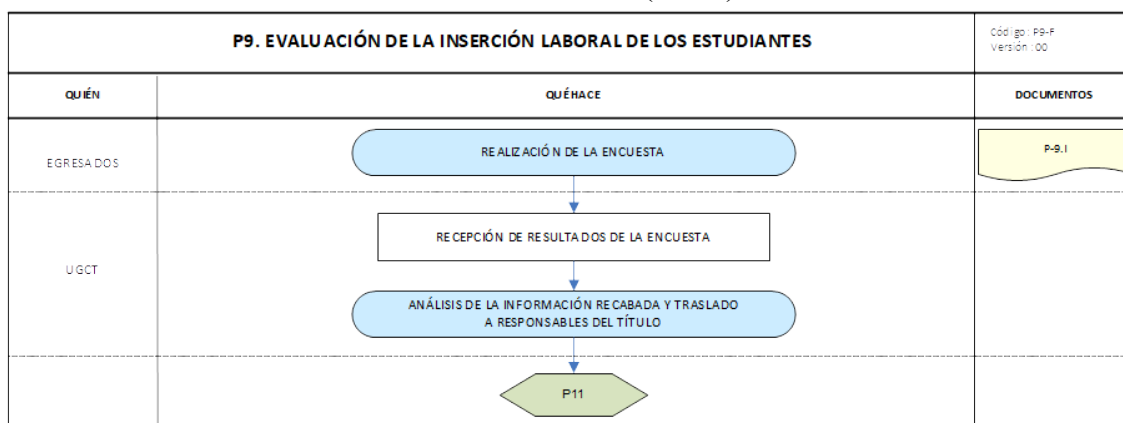 P9. EVALUACIÓN DE LA INSERCIÓN LABORAL DE LOS ESTUDIANTES
Código: P9-F
Versión: 00
QUIÉN
QUÉ HACE
DOCUMENTOS
EGRESADOS
REALIZACIÓN DE LA ENCUESTA
P-9.I
RECEPCIÓN DE RESULTADOS DE LA ENCUESTA
UGCT
ANÁLISIS DE LA INFORMACIÓN RECABADA Y TRASLADO
A RESPONSABLES DEL TÍTULO
P11